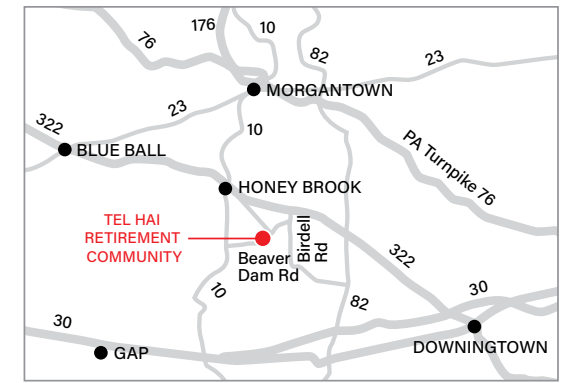 176
10
76
82
23
MORGANTOWN
23
322
10
PA Turnpike 76
BLUE BALL
HONEY BROOK
TEL HAI
RETIREMENT
COMMUNITY
Birdell
Rd
Beaver
Dam Rd
322
10
82
30
30
GAP
DOWNINGTOWN